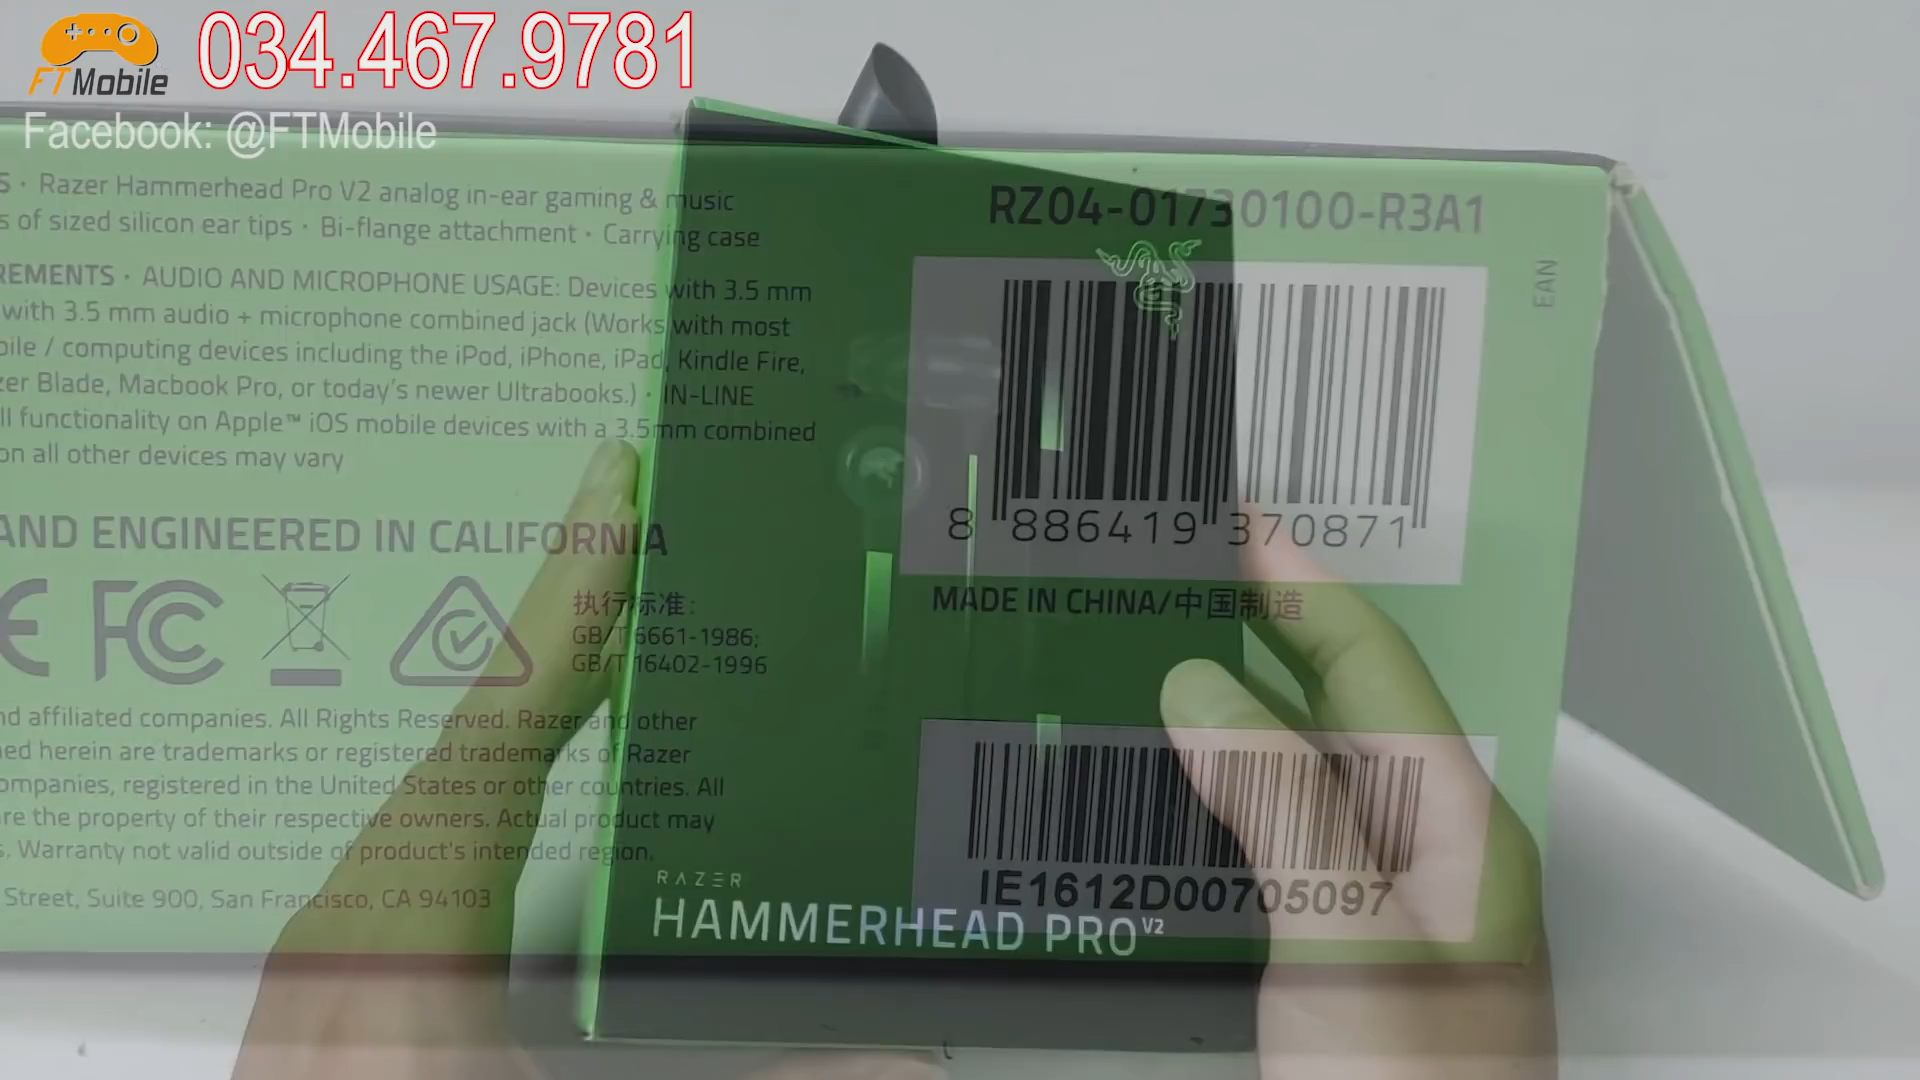 FTMobile
034.467.9781
Facebook: @FTMobile
S · Razer Hammerhead Pro V2 analog in-ear gaming & music
s of sized silicon ear tips · Bi-flange attachment · Carrying case
REMENTS · AUDIO AND MICROPHONE USAGE: Devices with 3.5 mm
with 3.5 mm audio + microphone combined jack (Works with most
bile / computing devices including the iPod, iPhone, iPad, Kindle Fire,
zer Blade, Macbook Pro, or today's newer Ultrabooks.) · IN-LINE
ll functionality on Apple™ iOS mobile devices with a 3.5mm combined
on all other devices may vary
AND ENGINEERED IN CALIFORNIA
CE FC
执行标准:
GB/T 6661-1986;
GB/T 16402-1996
nd affiliated companies. All Rights Reserved. Razer and other
ned herein are trademarks or registered trademarks of Razer
ompanies, registered in the United States or other countries. All
re the property of their respective owners. Actual product may
s. Warranty not valid outside of product's intended region.
Street, Suite 900, San Francisco, CA 94103
RZ04-01730100-R3A1
EAN
8 886419 370871
MADE IN CHINA/中国制造
IE1612D00705097
RAZER
HAMMERHEAD PRO V2